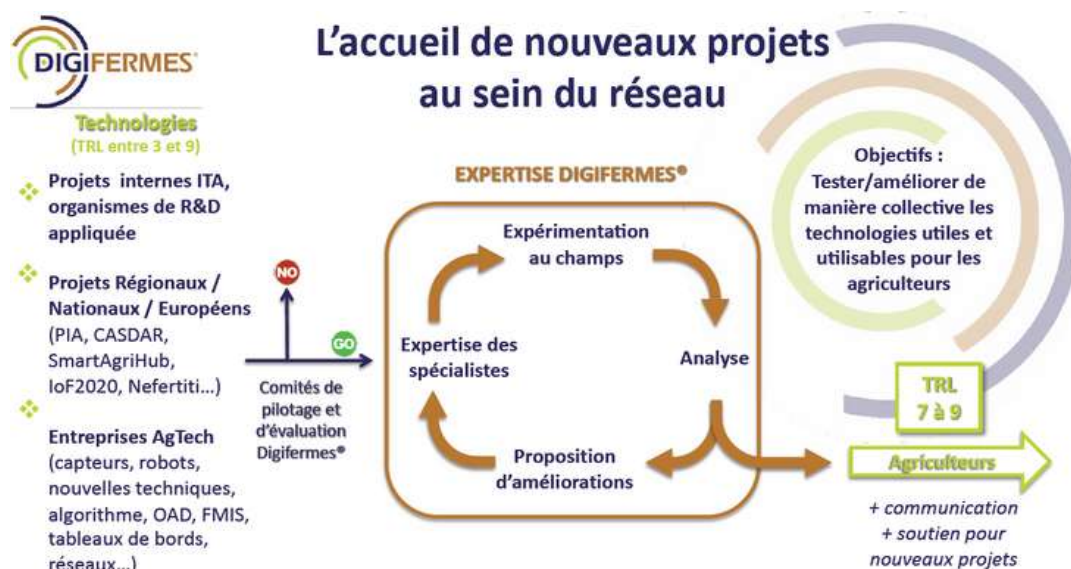 L'accueil de nouveaux projets
au sein du réseau
DIGIFERMES®
Technologies
(TRL entre 3 et 9)
Projets internes ITA,
organismes de R&D
appliquée
Projets Régionaux /
Nationaux / Européens
(PIA, CASDAR,
SmartAgriHub,
IoF2020, Nefertiti...)
Entreprises AgTech
(capteurs, robots,
nouvelles techniques,
algorithme, OAD, FMIS,
tableaux de bords,
réseaux...)
NO
GO
Comités de
pilotage et
d'évaluation
Digifermes®
EXPERTISE DIGIFERMES®
Expérimentation
au champs
Analyse
Proposition
d'améliorations
Expertise des
spécialistes
Objectifs :
Tester/améliorer de
manière collective les
technologies utiles et
utilisables pour les
agriculteurs
TRL
7 à 9
Agriculteurs
+ communication
+ soutien pour
nouveaux projets